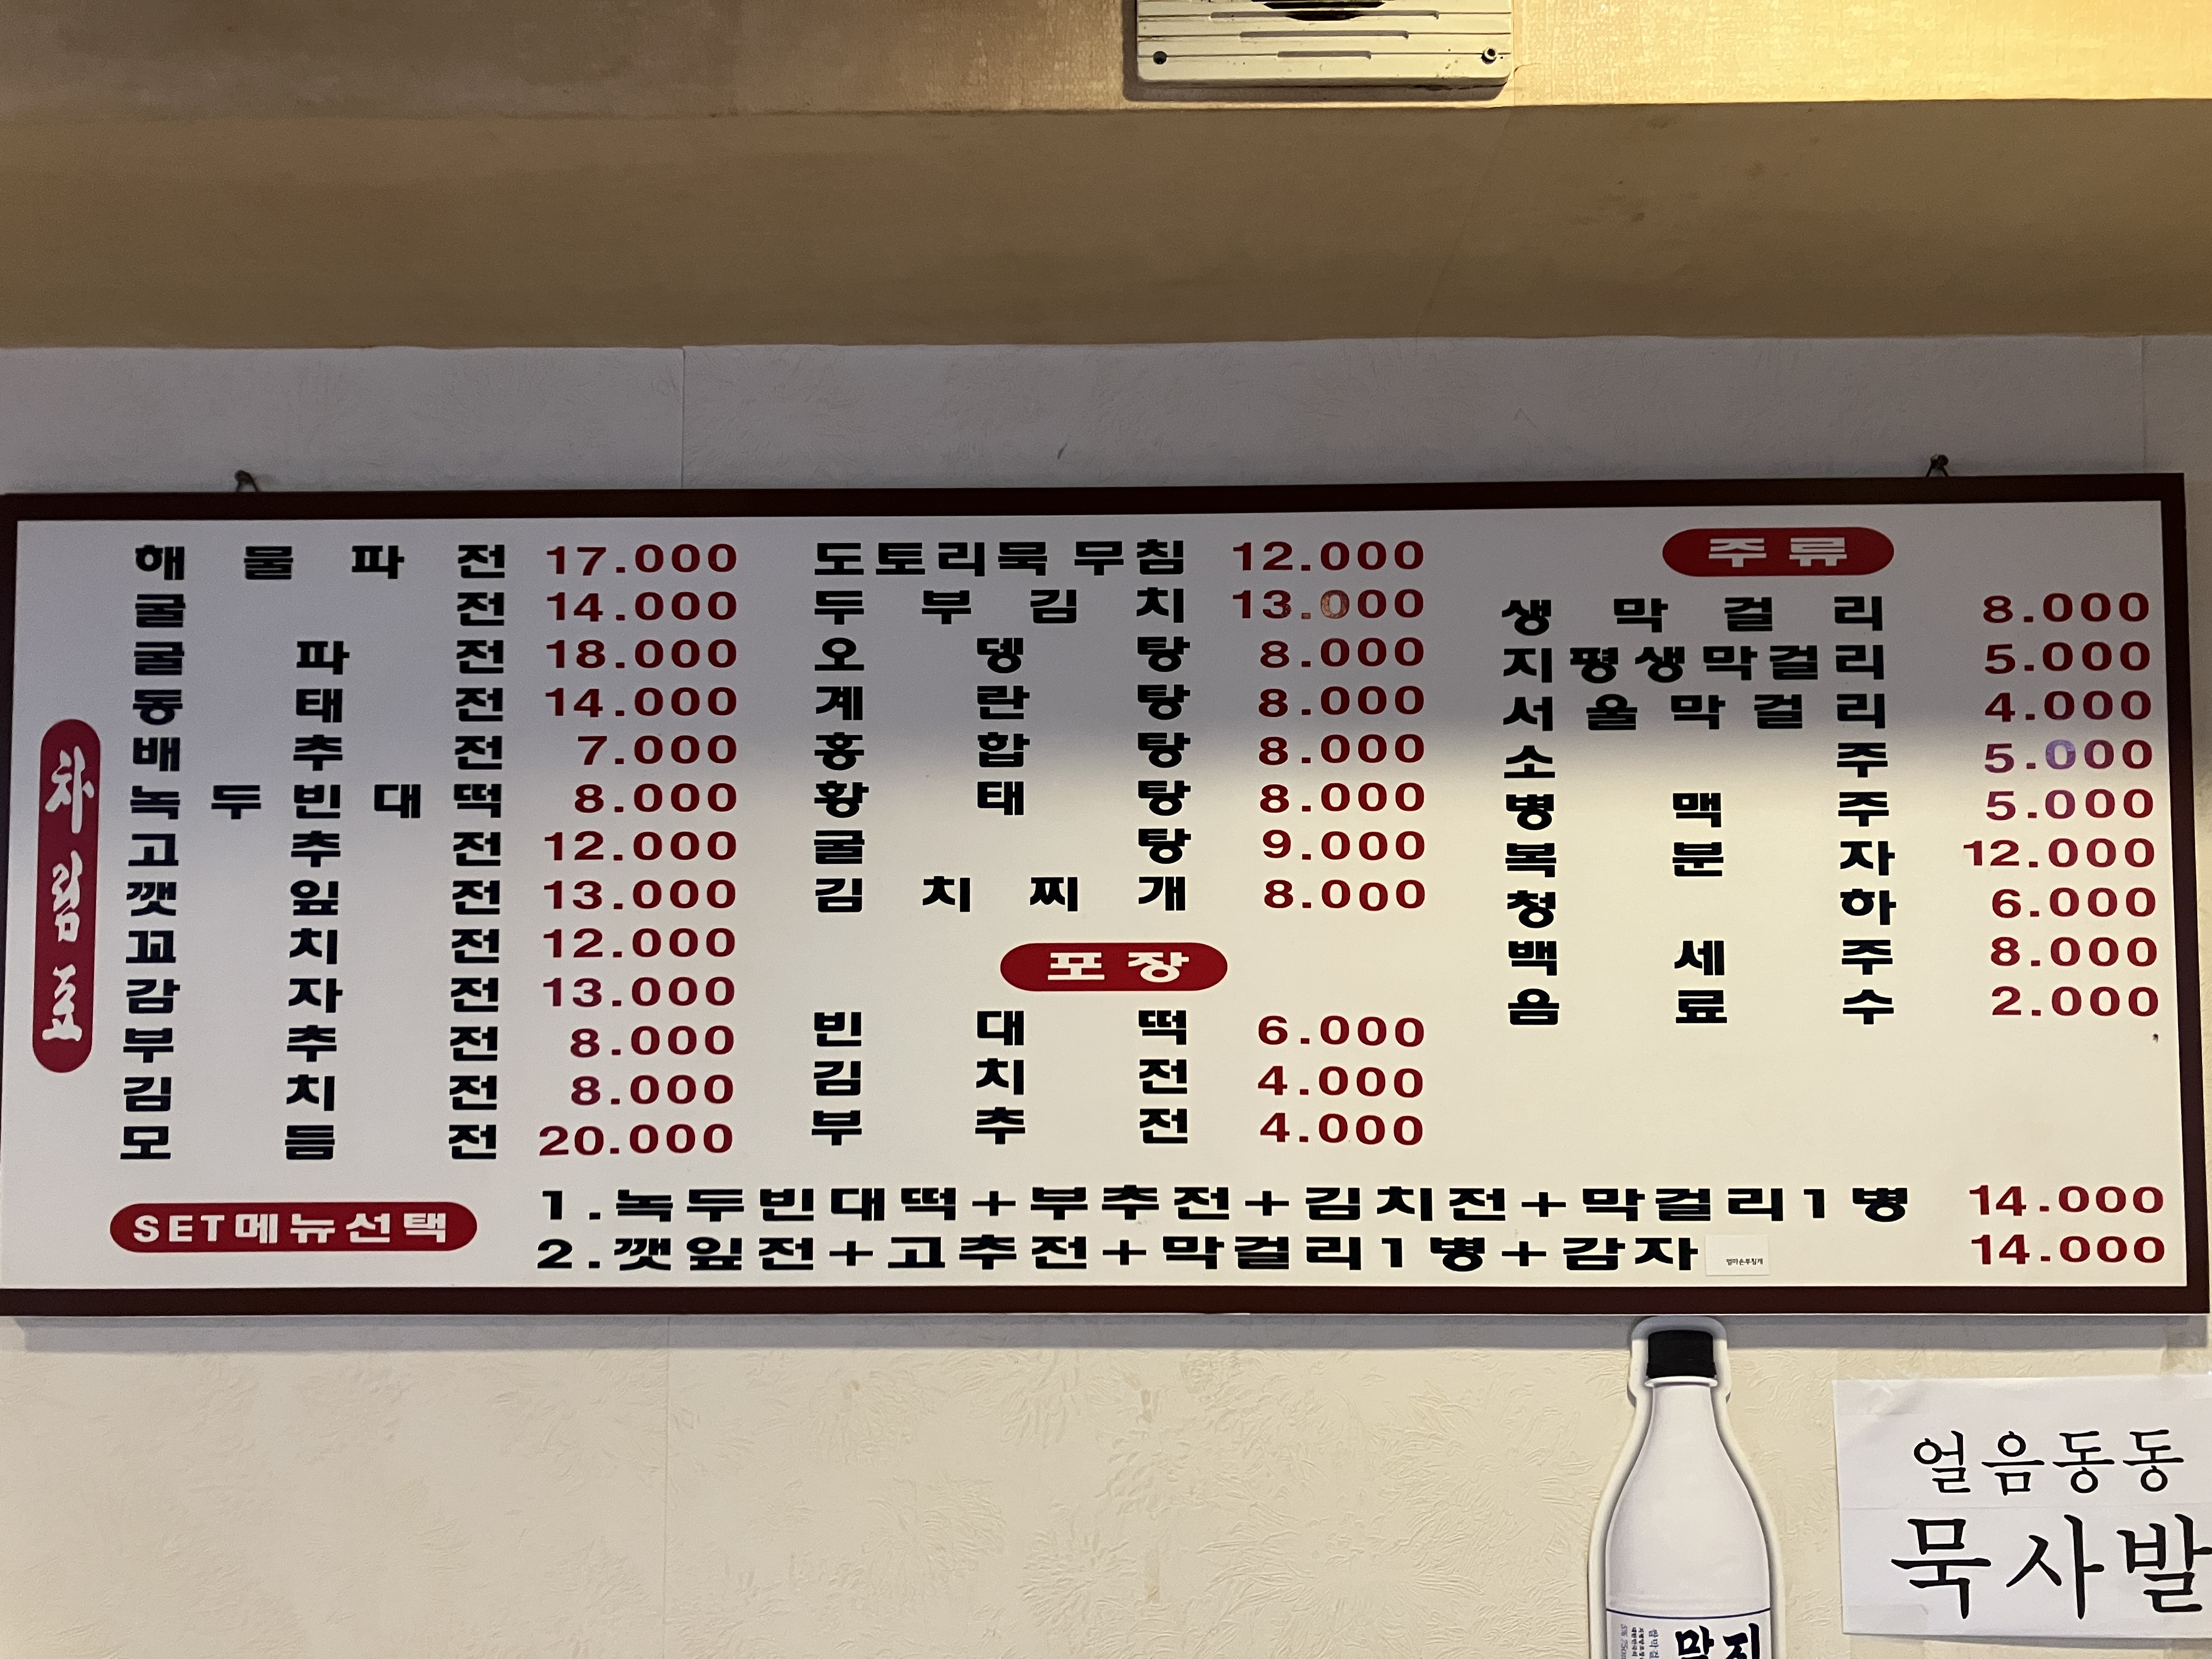 차림표
해물파전 17.000
굴전 14.000
굴파전 18.000
동태전 14.000
배추전 7.000
녹두빈대떡 8.000
고추전 12.000
깻잎전 13.000
꼬치전 12.000
감자전 13.000
부추전 8.000
김치전 8.000
모듬전 20.000
도토리묵무침 12.000
두부김치 13.000
오뎅탕 8.000
계란탕 8.000
홍합탕 8.000
황태탕 8.000
굴탕 9.000
김치찌개 8.000
포장
빈대떡 6.000
김치전 4.000
부추전 4.000
주류
생막걸리 8.000
지평생막걸리 5.000
서울막걸리 4.000
소주 5.000
병맥주 5.000
복분자 12.000
청하 6.000
백세주 8.000
음료수 2.000
SET메뉴선택
1.녹두빈대떡+부추전+김치전+막걸리1병 14.000
2.깻잎전+고추전+막걸리1병+감자 14.000
얼음동동
묵사발